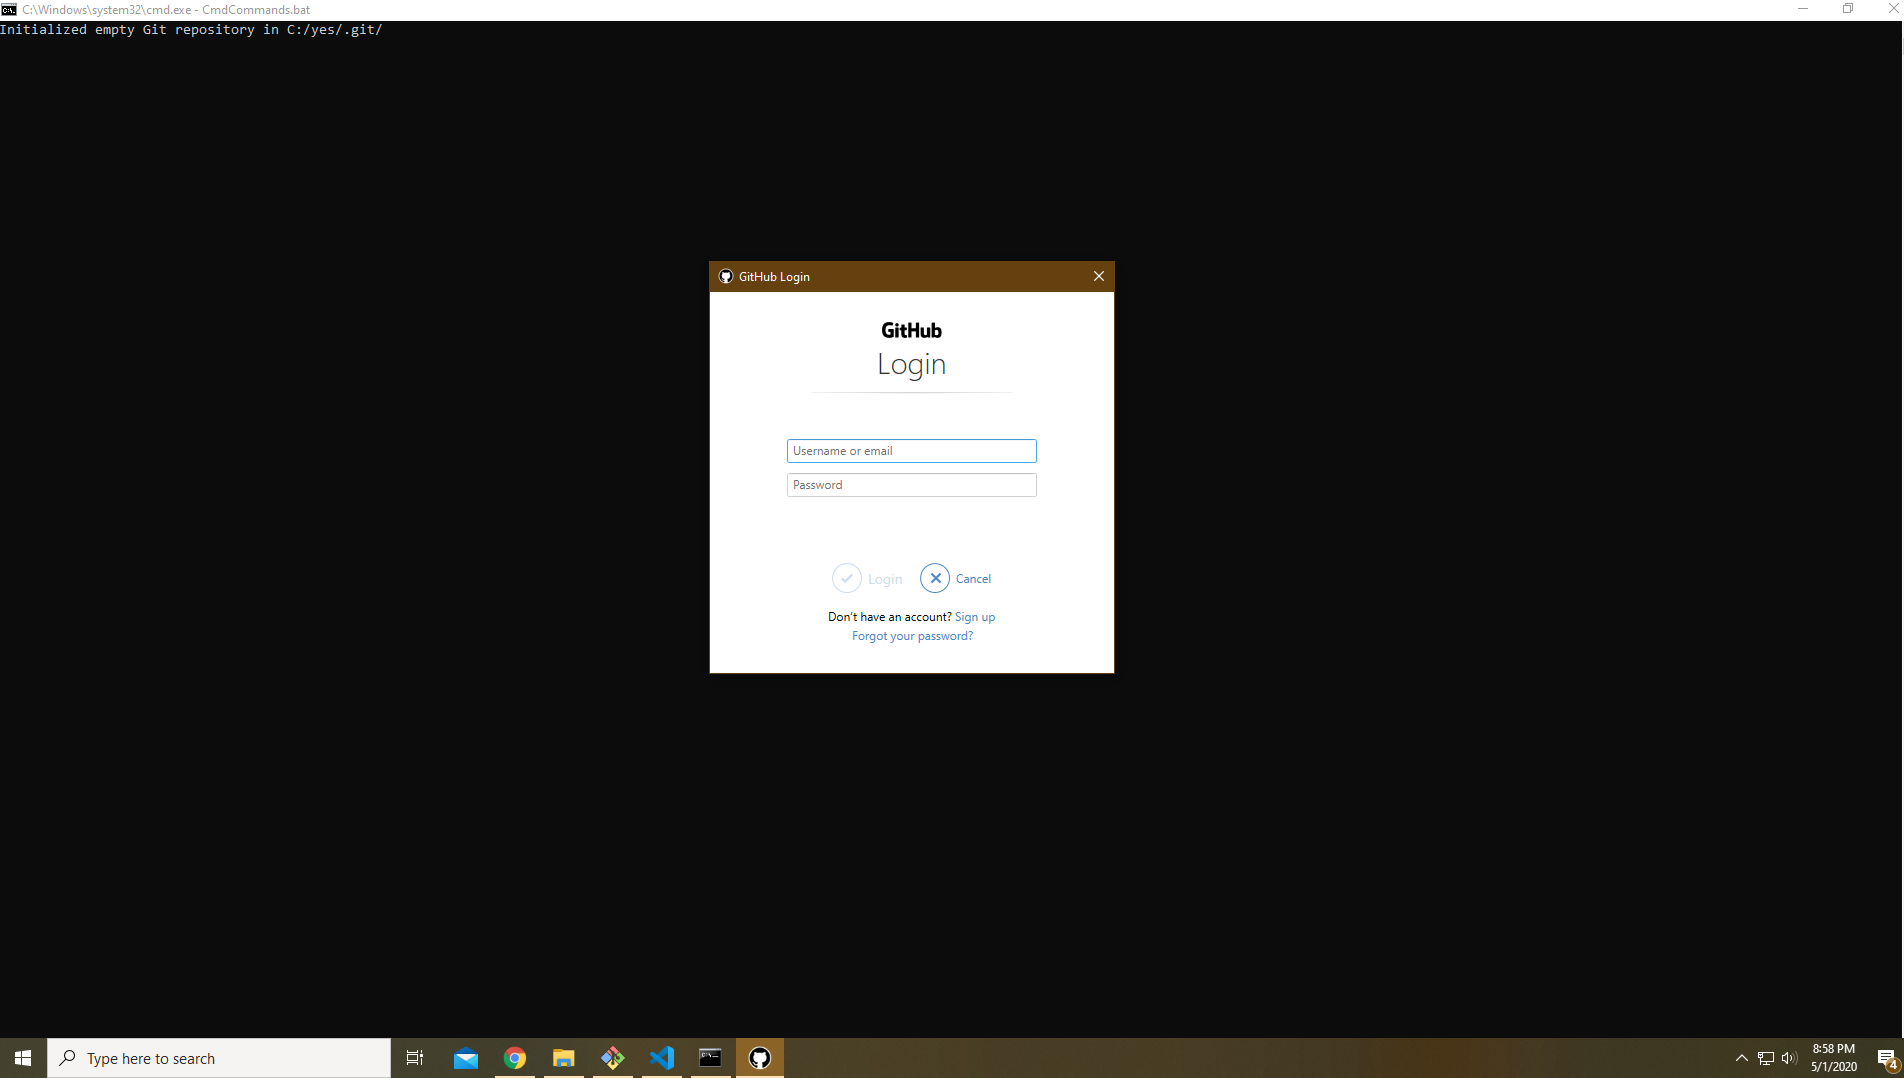 C:\Windows\system32\cmd.exe - CmdCommands.bat
Initialized empty Git repository in C:/yes/.git/
GitHub Login
GitHub
Login
Username or email
Password
Login Cancel
Don't have an account? Sign up
Forgot your password?
Type here to search
8:58 PM
5/1/2020
4